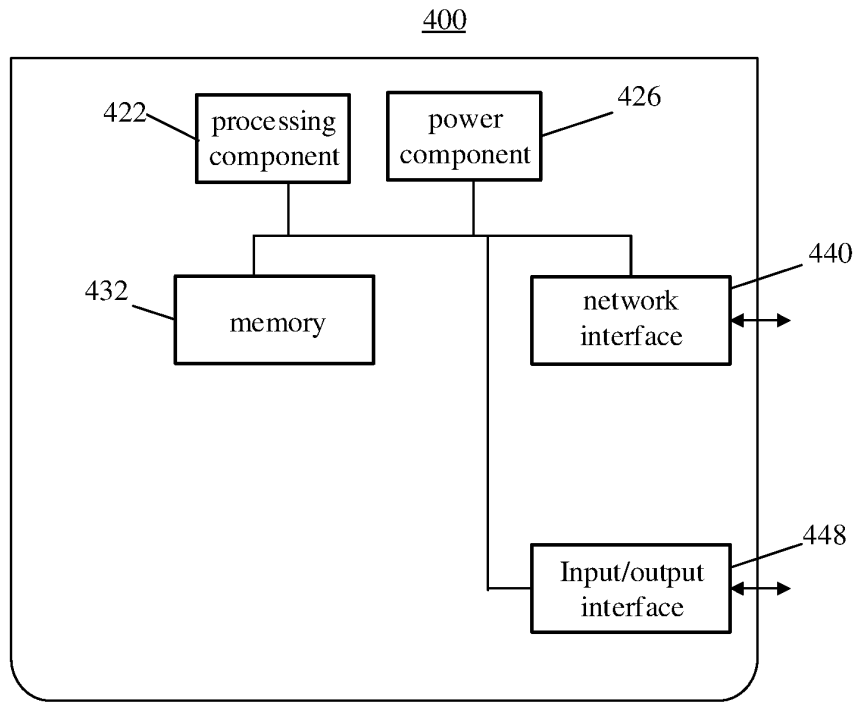 400
422
processing
component
power
component
426
432
memory
440
network
interface
448
Input/output
interface